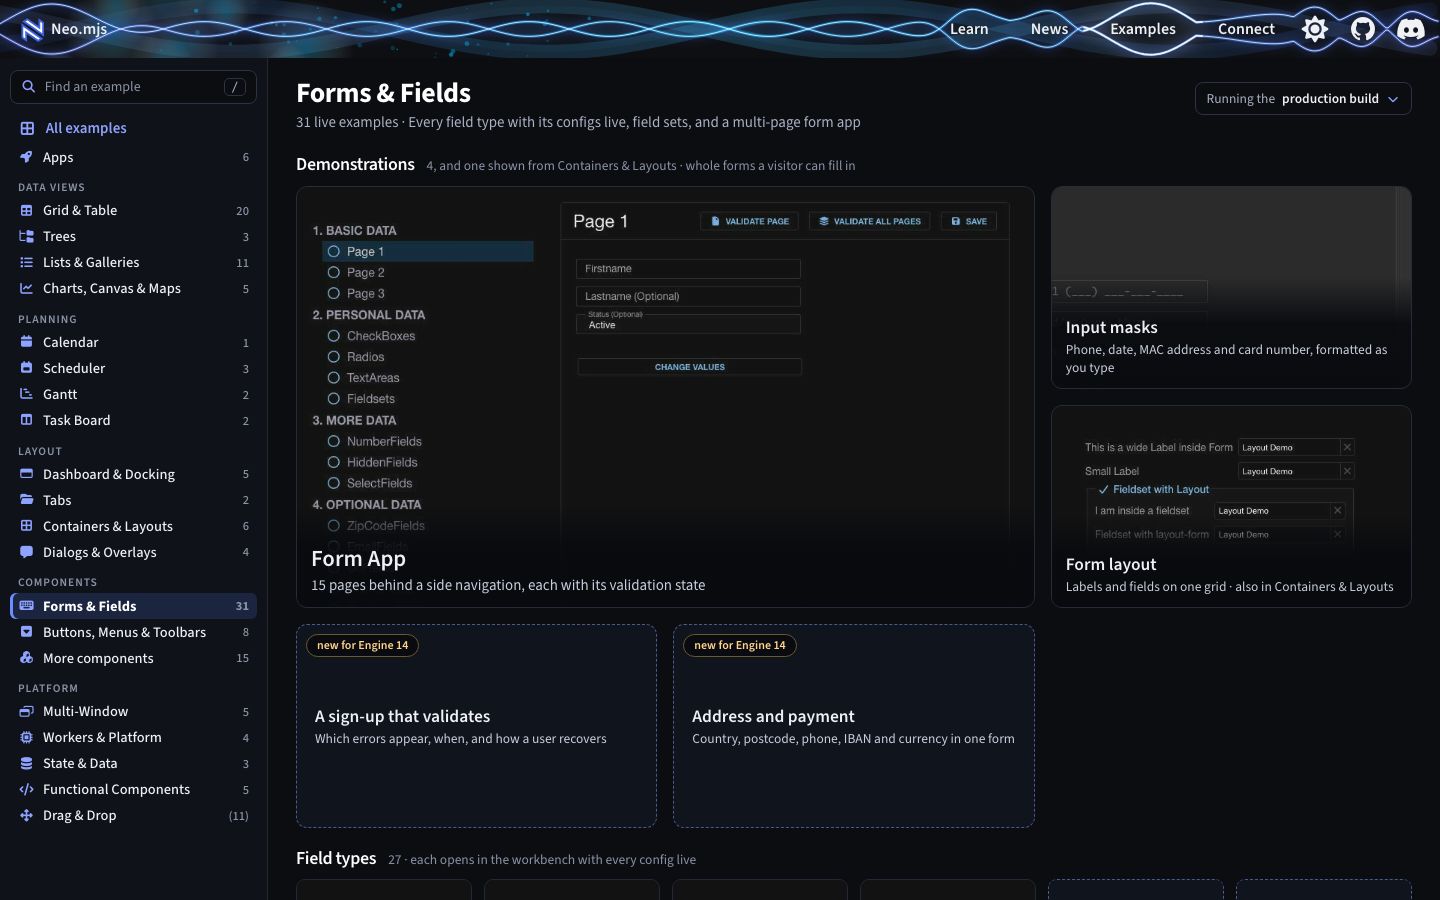 Neo.mjs
Learn
News
Examples
Connect
Find an example
/
All examples
Apps 6
DATA VIEWS
Grid & Table 20
Trees 3
Lists & Galleries 11
Charts, Canvas & Maps 5
PLANNING
Calendar 1
Scheduler 3
Gantt 2
Task Board 2
LAYOUT
Dashboard & Docking 5
Tabs 2
Containers & Layouts 6
Dialogs & Overlays 4
COMPONENTS
Forms & Fields 31
Buttons, Menus & Toolbars 8
More components 15
PLATFORM
Multi-Window 5
Workers & Platform 4
State & Data 3
Functional Components 5
Drag & Drop (11)
Forms & Fields
31 live examples · Every field type with its configs live, field sets, and a multi-page form app
Running the production build
Demonstrations 4, and one shown from Containers & Layouts · whole forms a visitor can fill in
1. BASIC DATA
Page 1
Page 2
Page 3
2. PERSONAL DATA
CheckBoxes
Radios
TextAreas
Fieldsets
3. MORE DATA
NumberFields
HiddenFields
SelectFields
4. OPTIONAL DATA
ZipCodeFields
EmailFields
Page 1
VALIDATE PAGE
VALIDATE ALL PAGES
SAVE
Firstname
Lastname (Optional)
Status (Optional)
Active
CHANGE VALUES
Form App
15 pages behind a side navigation, each with its validation state
1 (___) ___-___-____
Input masks
Phone, date, MAC address and card number, formatted as
you type
This is a wide Label inside Form Layout Demo
Small Label Layout Demo
Fieldset with Layout
I am inside a fieldset Layout Demo
Fieldset with layout-form Layout Demo
Form layout
Labels and fields on one grid · also in Containers & Layouts
new for Engine 14
A sign-up that validates
Which errors appear, when, and how a user recovers
new for Engine 14
Address and payment
Country, postcode, phone, IBAN and currency in one form
Field types 27 · each opens in the workbench with every config live